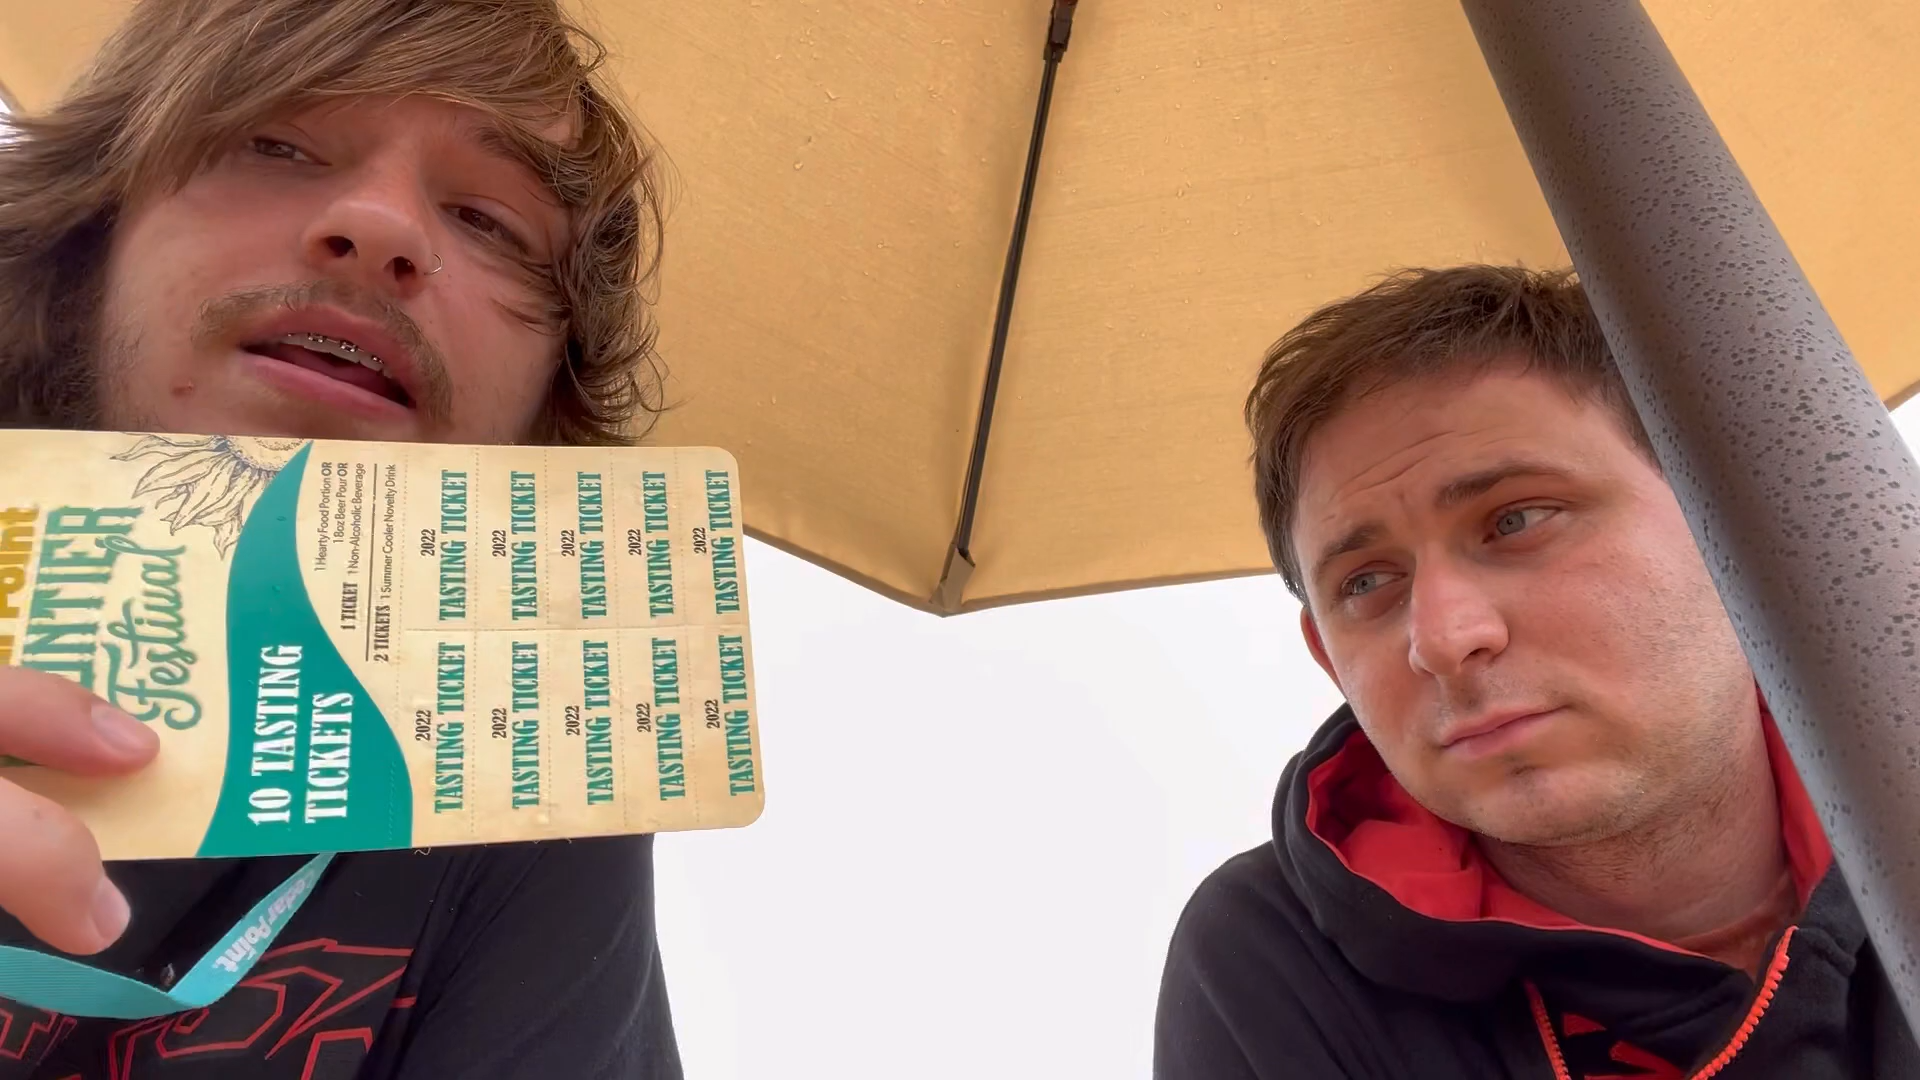 Point
NTIER
Festival
10 TASTING
TICKETS
1 Hearty Food Portion OR
1 8oz Beer Pour OR
1 TICKET 1 Non-Alcoholic Beverage
2 TICKETS 1 Summer Cooler Novelty Drink
2022
TASTING TICKET
2022
TASTING TICKET
2022
TASTING TICKET
2022
TASTING TICKET
2022
TASTING TICKET
2022
TASTING TICKET
2022
TASTING TICKET
2022
TASTING TICKET
2022
TASTING TICKET
2022
TASTING TICKET
Cedar Point